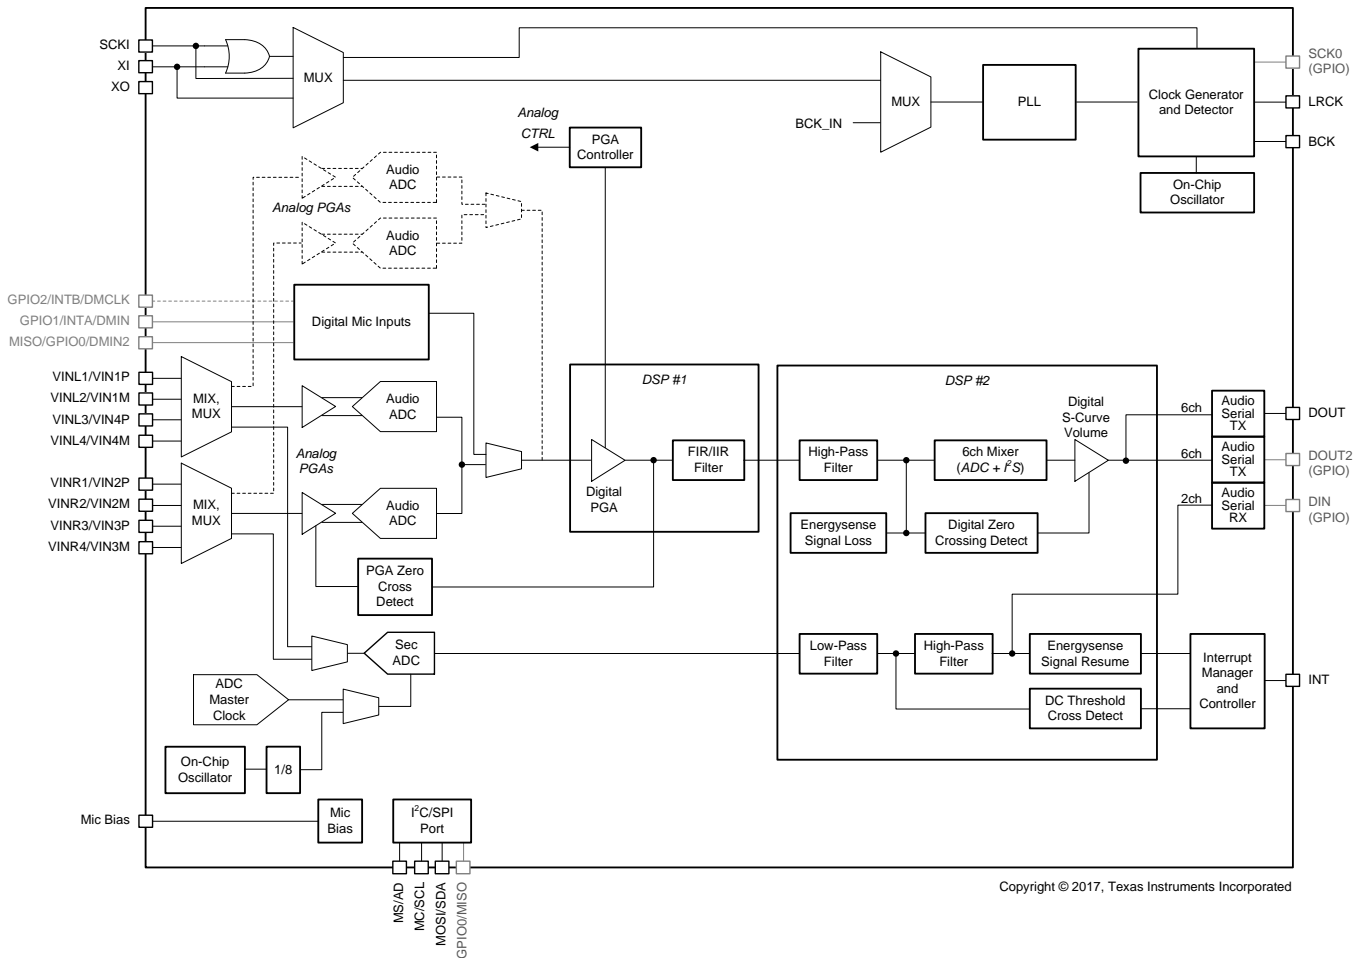 SCKI
XI
XO
MUX
BCK_IN
MUX
PLL
Clock Generator
and Detector
On-Chip
Oscillator
SCK0
(GPIO)
LRCK
BCK
Analog
CTRL
PGA
Controller
Audio
ADC
Analog PGAs
Audio
ADC
GPIO2/INTB/DMCLK
GPIO1/INTA/DMIN
MISO/GPIO0/DMIN2
Digital Mic Inputs
VINL1/VIN1P
VINL2/VIN1M
VINL3/VIN4P
VINL4/VIN4M
MIX,
MUX
Audio
ADC
Analog
PGAs
VINR1/VIN2P
VINR2/VIN2M
VINR3/VIN3P
VINR4/VIN3M
MIX,
MUX
Audio
ADC
PGA Zero
Cross
Detect
DSP #1
Digital
PGA
FIR/IIR
Filter
DSP #2
High-Pass
Filter
6ch Mixer
(ADC + I²S)
Digital
S-Curve
Volume
Energysense
Signal Loss
Digital Zero
Crossing Detect
6ch
6ch
2ch
Audio
Serial
TX
Audio
Serial
TX
Audio
Serial
RX
DOUT
DOUT2
(GPIO)
DIN
(GPIO)
Sec
ADC
Low-Pass
Filter
High-Pass
Filter
Energysense
Signal Resume
DC Threshold
Cross Detect
Interrupt
Manager
and
Controller
INT
ADC
Master
Clock
On-Chip
Oscillator
1/8
Mic Bias
Mic
Bias
I²C/SPI
Port
MS/AD
MC/SCL
MOSI/SDA
GPIO0/MISO
Copyright © 2017, Texas Instruments Incorporated